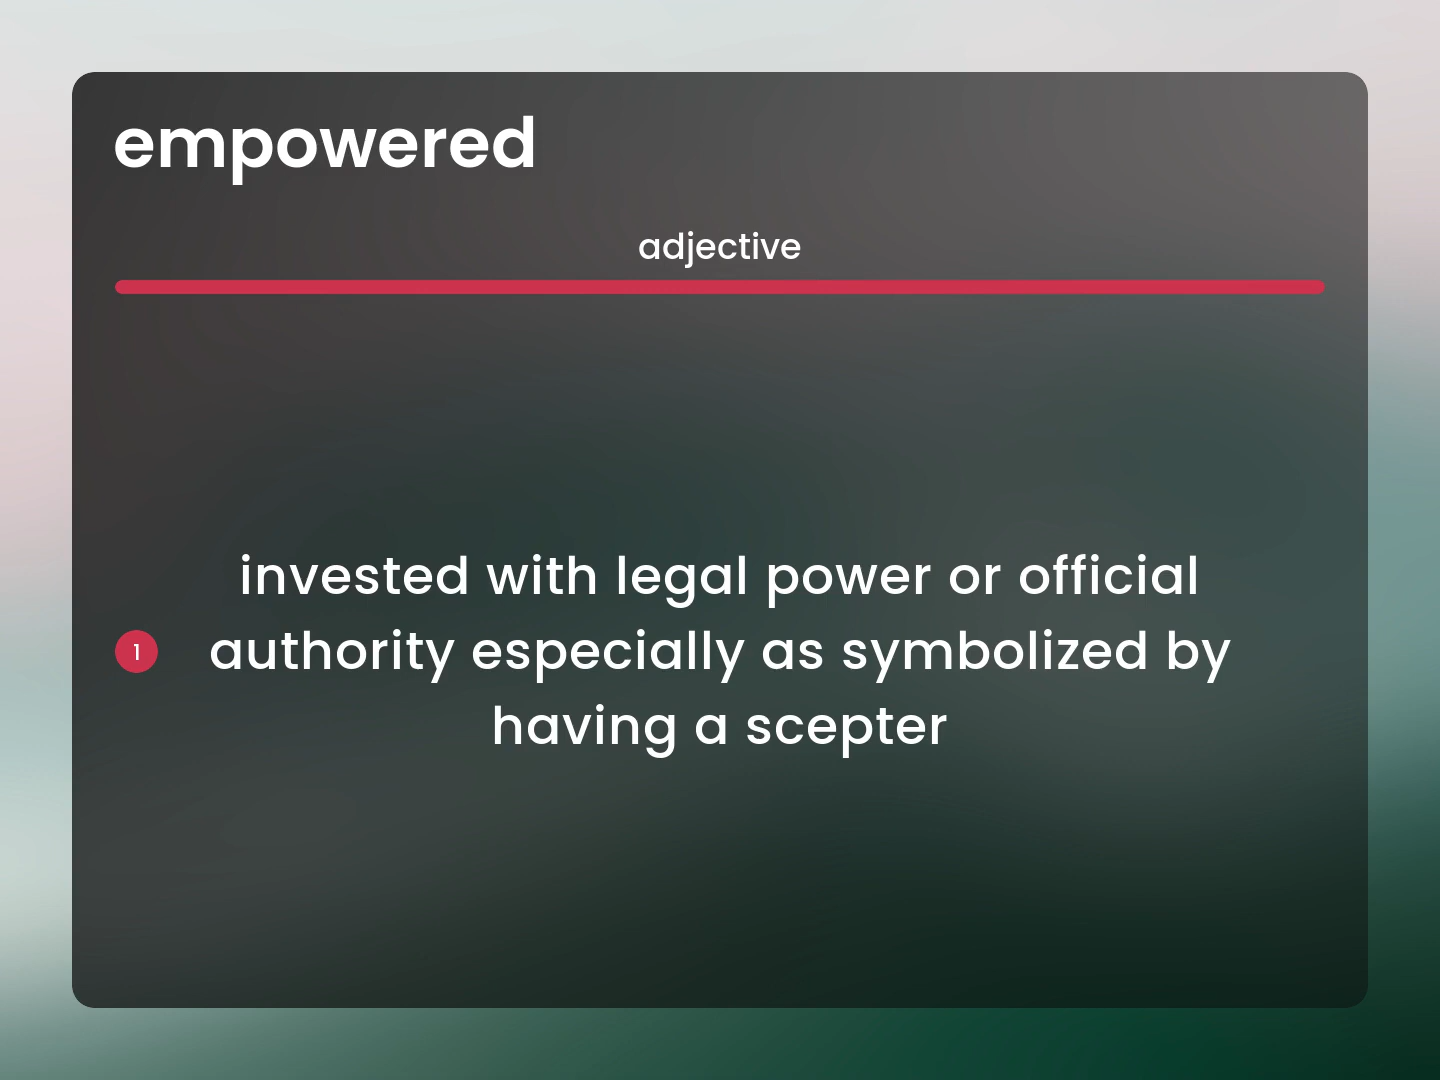 empowered
adjective
invested with legal power or official
1 authority especially as symbolized by
having a scepter